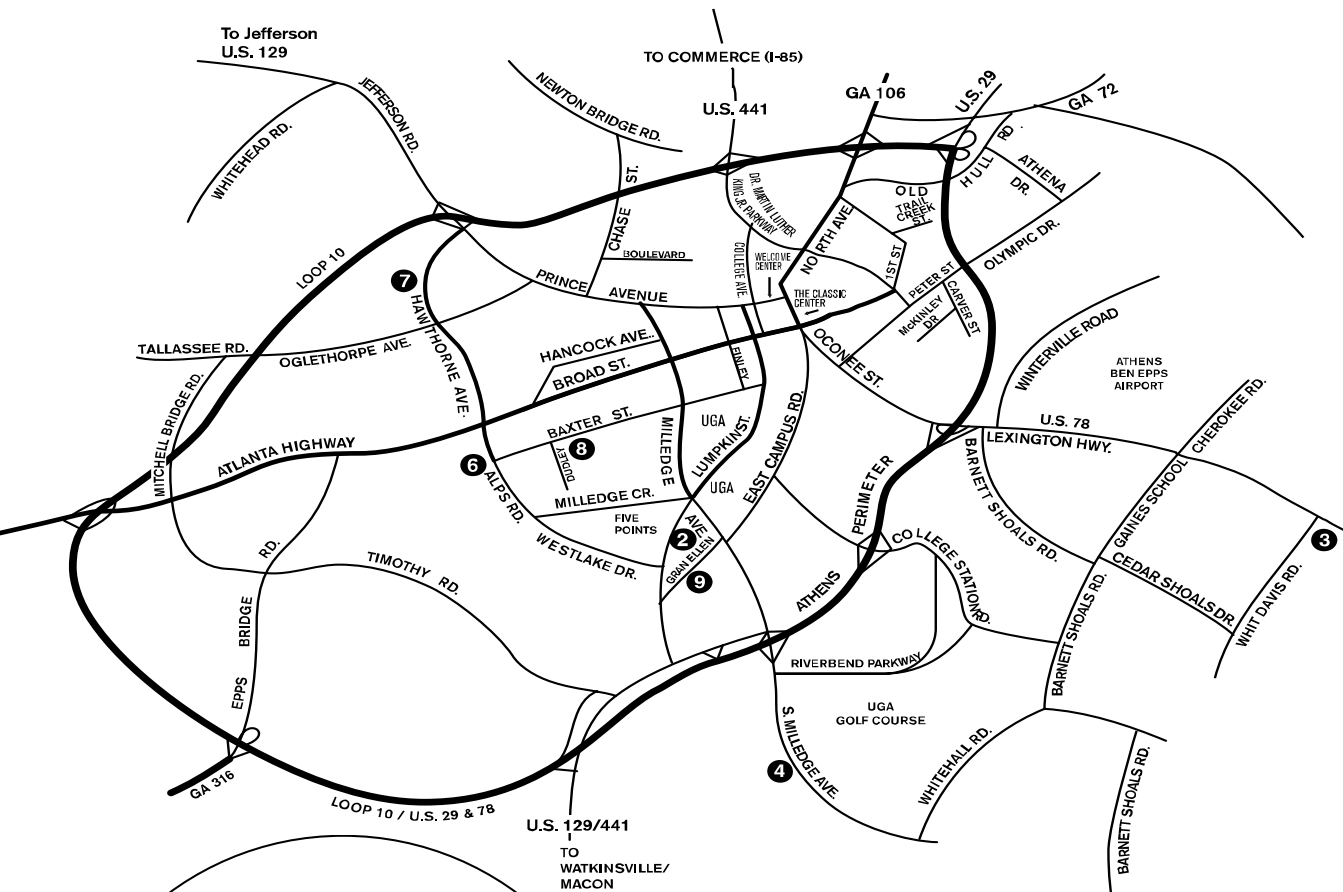 To Jefferson
U.S. 129
TO COMMERCE (I-85)
U.S. 441
GA 106
U.S. 29
GA 72
JEFFERSON RD.
WHITEHEAD RD.
NEWTON BRIDGE RD.
CHASE ST.
DR. MARTIN LUTHER
KING JR. PARKWAY
HULL RD.
ATHENA
DR.
OLD
TRAIL
CREEK
ST.
NORTH AVE
1ST ST
PETER ST
OLYMPIC DR.
CARVER ST
McKINLEY
DR
BOULEVARD
COLLEGE AVE.
WELCOME
CENTER
THE CLASSIC
CENTER
LOOP 10
7
PRINCE AVENUE
HAWTHORNE AVE.
TALLASSEE RD.
OGLETHORPE AVE.
HANCOCK AVE..
BROAD ST.
FINLEY
OCONEE ST.
WINTERVILLE ROAD
ATHENS
BEN EPPS
AIRPORT
CHEROKEE RD.
U.S. 78
LEXINGTON HWY.
MITCHELL BRIDGE RD.
ATLANTA HIGHWAY
BAXTER ST.
8
DUDLEY
6
ALPS RD.
MILLEDGE AVE
UGA
LUMPKIN ST.
UGA
EAST CAMPUS RD.
MILLEDGE CR.
FIVE
POINTS
WESTLAKE DR.
2
GRAN ELLEN
9
PERIMETER
ATHENS
COLLEGE STATION RD.
BARNETT SHOALS RD.
GAINES SCHOOL
CEDAR SHOALS DR.
3
WHIT DAVIS RD.
BARNETT SHOALS RD.
TIMOTHY RD.
EPPS BRIDGE RD.
RIVERBEND PARKWAY
UGA
GOLF COURSE
S. MILLEDGE AVE.
4
WHITEHALL RD.
BARNETT SHOALS RD.
GA 316
LOOP 10 / U.S. 29 & 78
U.S. 129/441
TO
WATKINSVILLE/
MACON